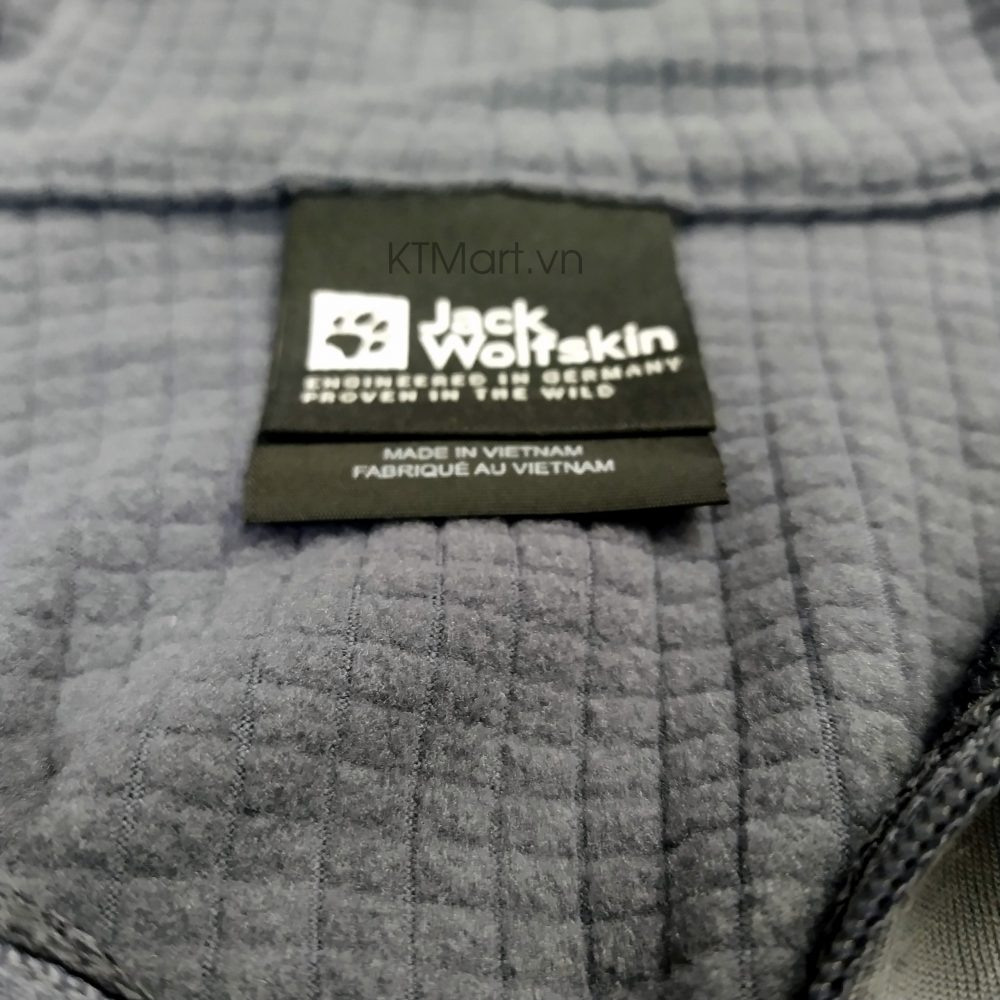 KTMart.vn
Jack
Wolfskin
ENGINEERED IN GERMANY
PROVEN IN THE WILD
MADE IN VIETNAM
FABRIQUÉ AU VIETNAM